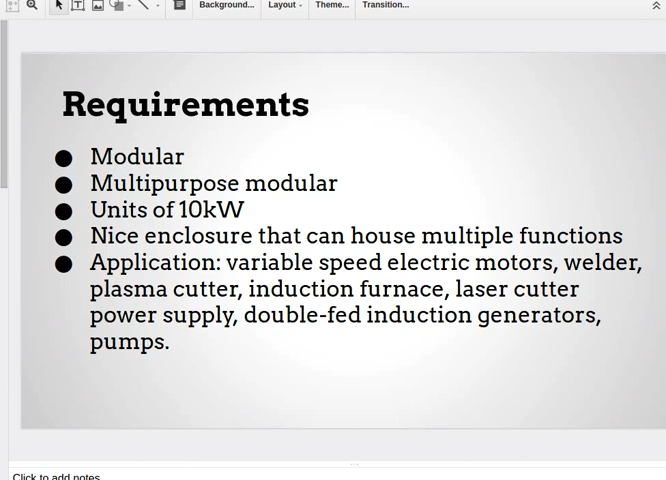 Background... Layout Theme... Transition...
Requirements
● Modular
● Multipurpose modular
● Units of 10kW
● Nice enclosure that can house multiple functions
● Application: variable speed electric motors, welder,
plasma cutter, induction furnace, laser cutter
power supply, double-fed induction generators,
pumps.
Click to add notes